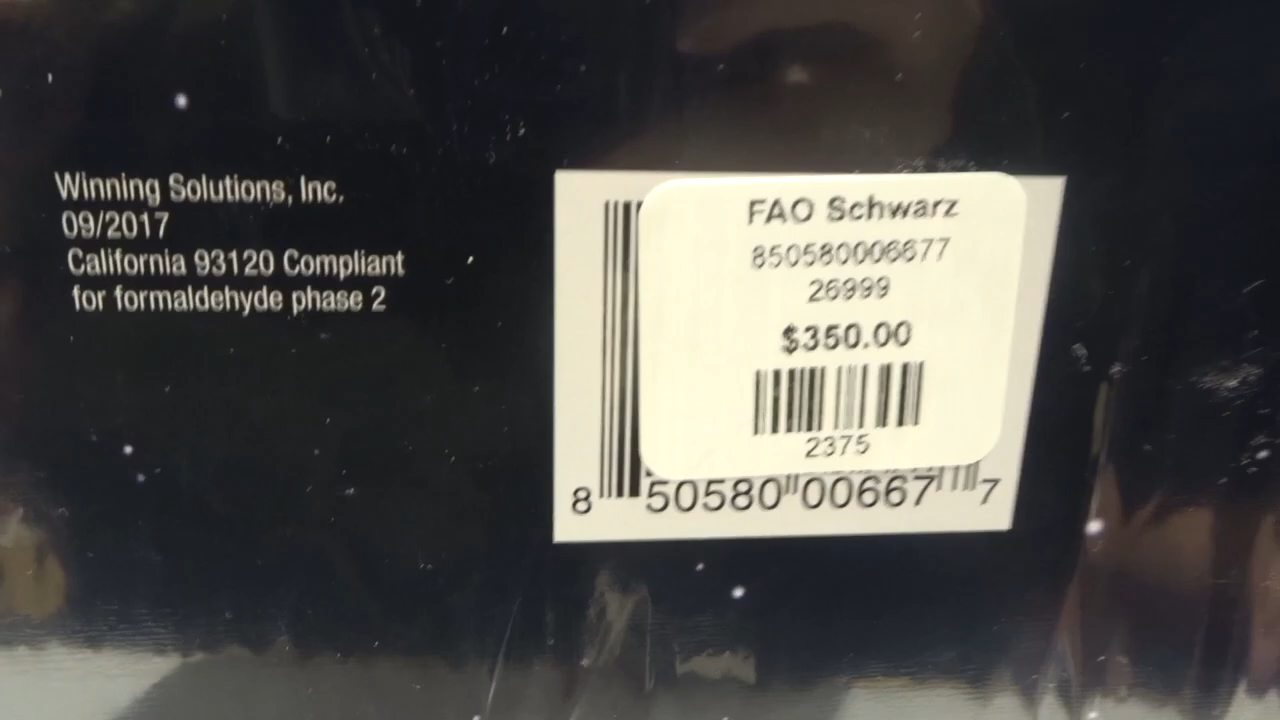 Winning Solutions, Inc.
09/2017
California 93120 Compliant
for formaldehyde phase 2
FAO Schwarz
850580006677
26999
$350.00
2375
8 50580 00667 7